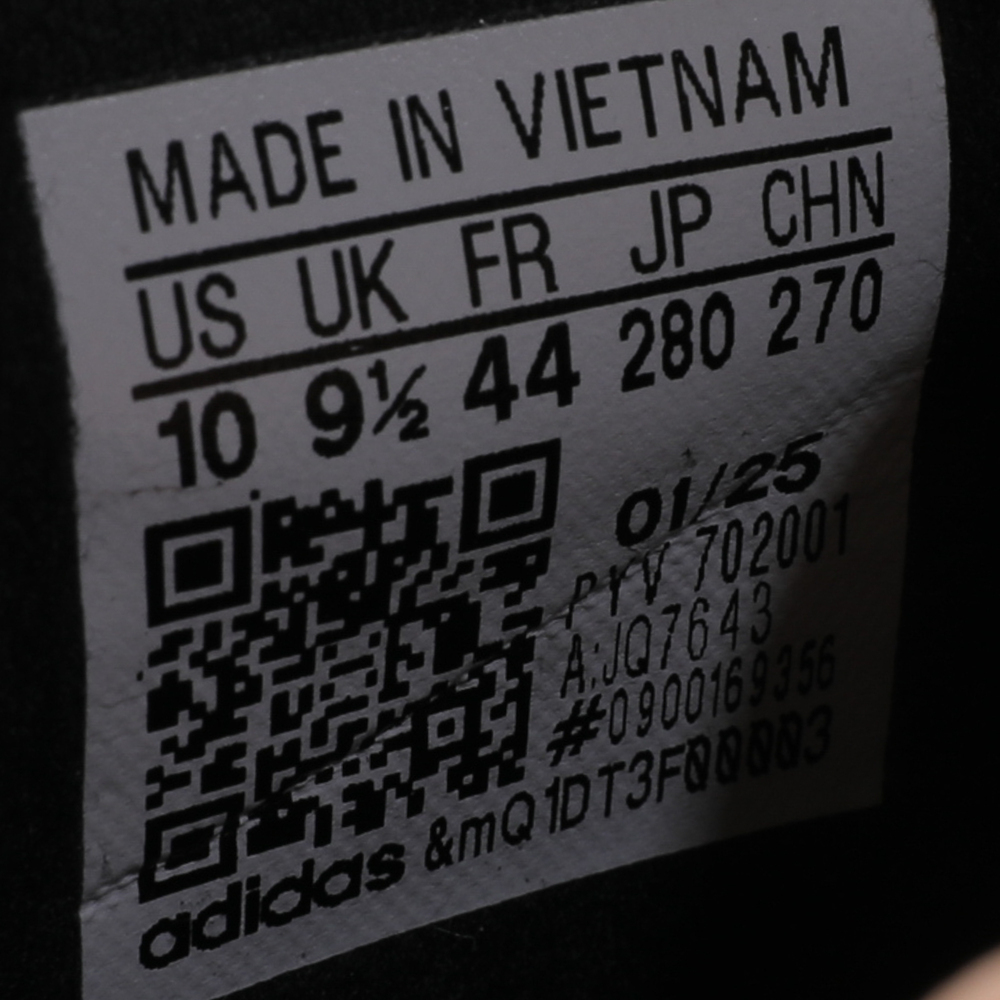 MADE IN VIETNAM
US UK FR JP CHN
10 9½ 44 280 270
01/25
PYV 702001
A:JQ7643
#0900169356
adidas &mQ1DT3F00003